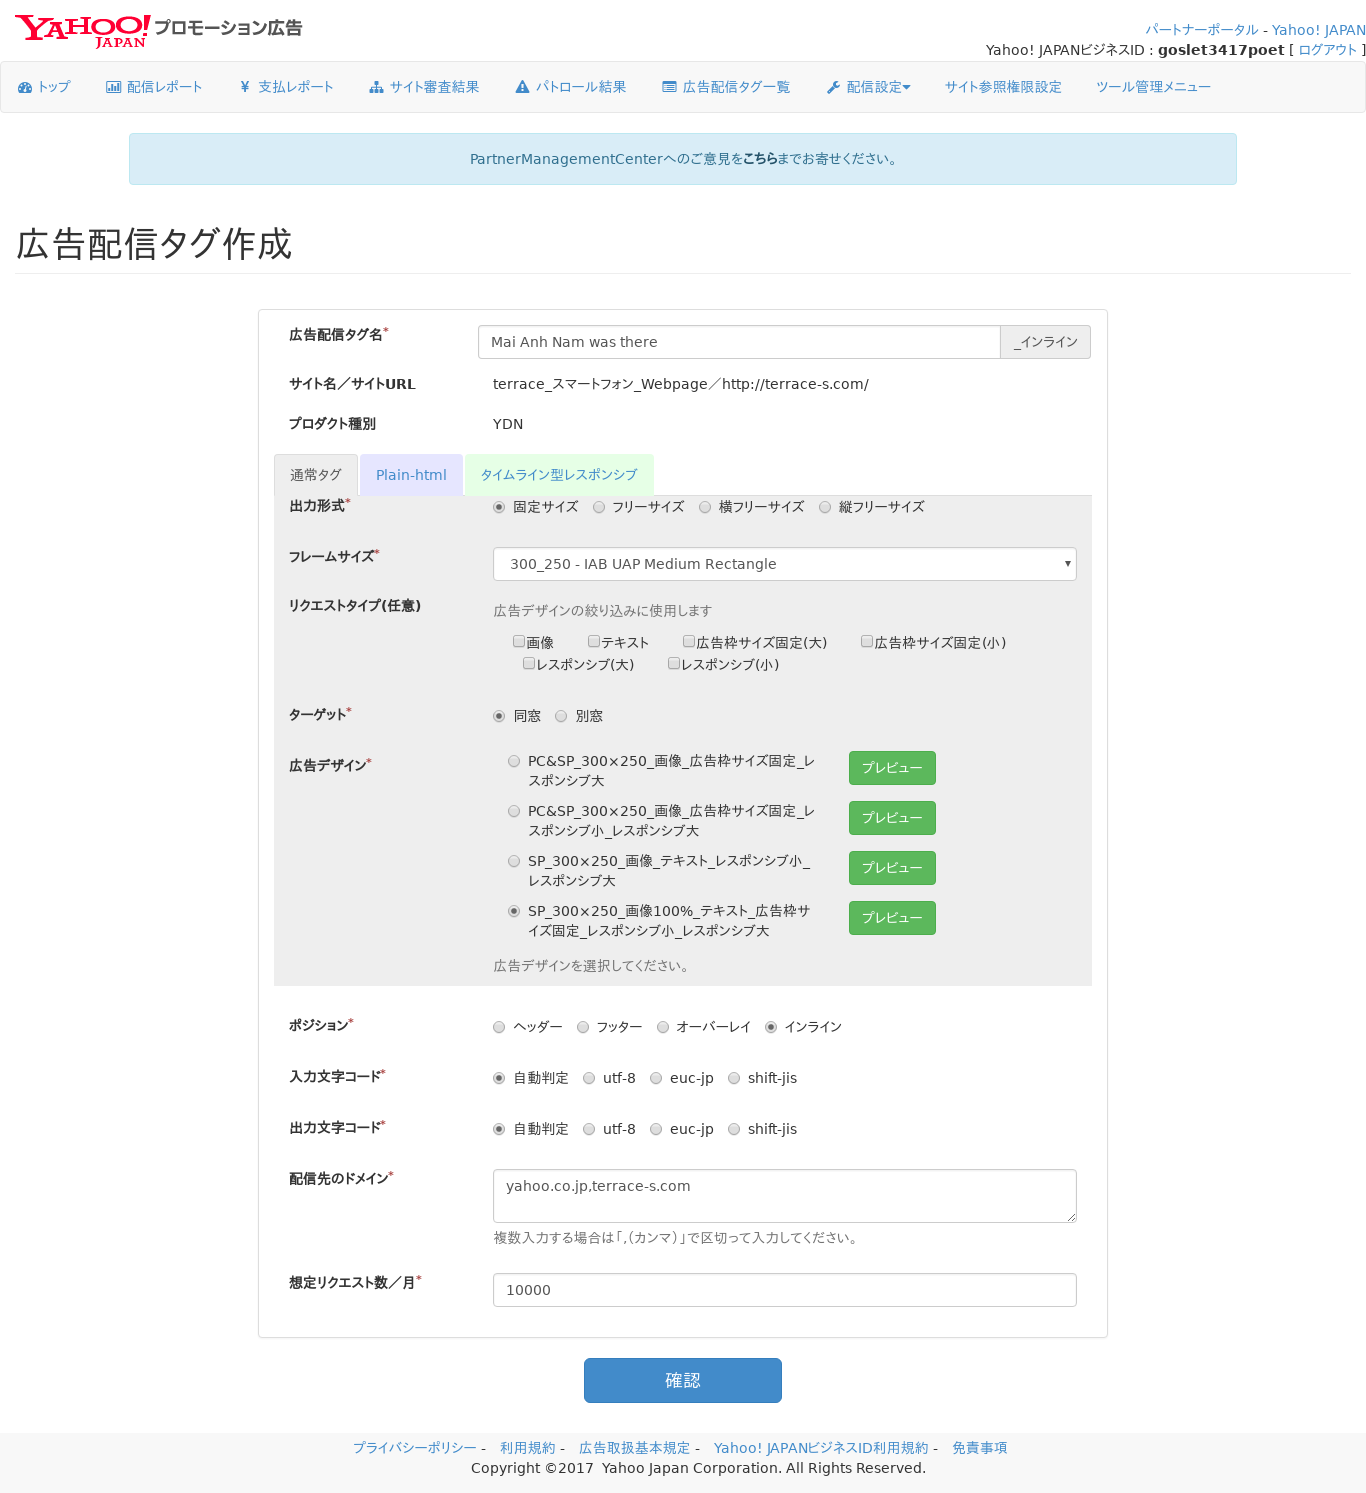 YAHOO! JAPAN プロモーション広告
パートナーポータル - Yahoo! JAPAN
Yahoo! JAPANビジネスID : goslet3417poet [ ログアウト ]
トップ 配信レポート ¥ 支払レポート サイト審査結果 パトロール結果 広告配信タグ一覧 配信設定 サイト参照権限設定 ツール管理メニュー
PartnerManagementCenterへのご意見をこちらまでお寄せください。
広告配信タグ作成
広告配信タグ名* Mai Anh Nam was there _インライン
サイト名／サイトURL terrace_スマートフォン_Webpage／http://terrace-s.com/
プロダクト種別 YDN
通常タグ Plain-html タイムライン型レスポンシブ
出力形式* 固定サイズ フリーサイズ 横フリーサイズ 縦フリーサイズ
フレームサイズ* 300_250 - IAB UAP Medium Rectangle
リクエストタイプ(任意) 広告デザインの絞り込みに使用します
画像 テキスト 広告枠サイズ固定(大) 広告枠サイズ固定(小)
レスポンシブ(大) レスポンシブ(小)
ターゲット* 同窓 別窓
広告デザイン* PC&SP_300×250_画像_広告枠サイズ固定_レ プレビュー
スポンシブ大
PC&SP_300×250_画像_広告枠サイズ固定_レ プレビュー
スポンシブ小_レスポンシブ大
SP_300×250_画像_テキスト_レスポンシブ小_ プレビュー
レスポンシブ大
SP_300×250_画像100%_テキスト_広告枠サ プレビュー
イズ固定_レスポンシブ小_レスポンシブ大
広告デザインを選択してください。
ポジション* ヘッダー フッター オーバーレイ インライン
入力文字コード* 自動判定 utf-8 euc-jp shift-jis
出力文字コード* 自動判定 utf-8 euc-jp shift-jis
配信先のドメイン* yahoo.co.jp,terrace-s.com
複数入力する場合は「,（カンマ）」で区切って入力してください。
想定リクエスト数／月* 10000
確認
プライバシーポリシー - 利用規約 - 広告取扱基本規定 - Yahoo! JAPANビジネスID利用規約 - 免責事項
Copyright ©2017 Yahoo Japan Corporation. All Rights Reserved.